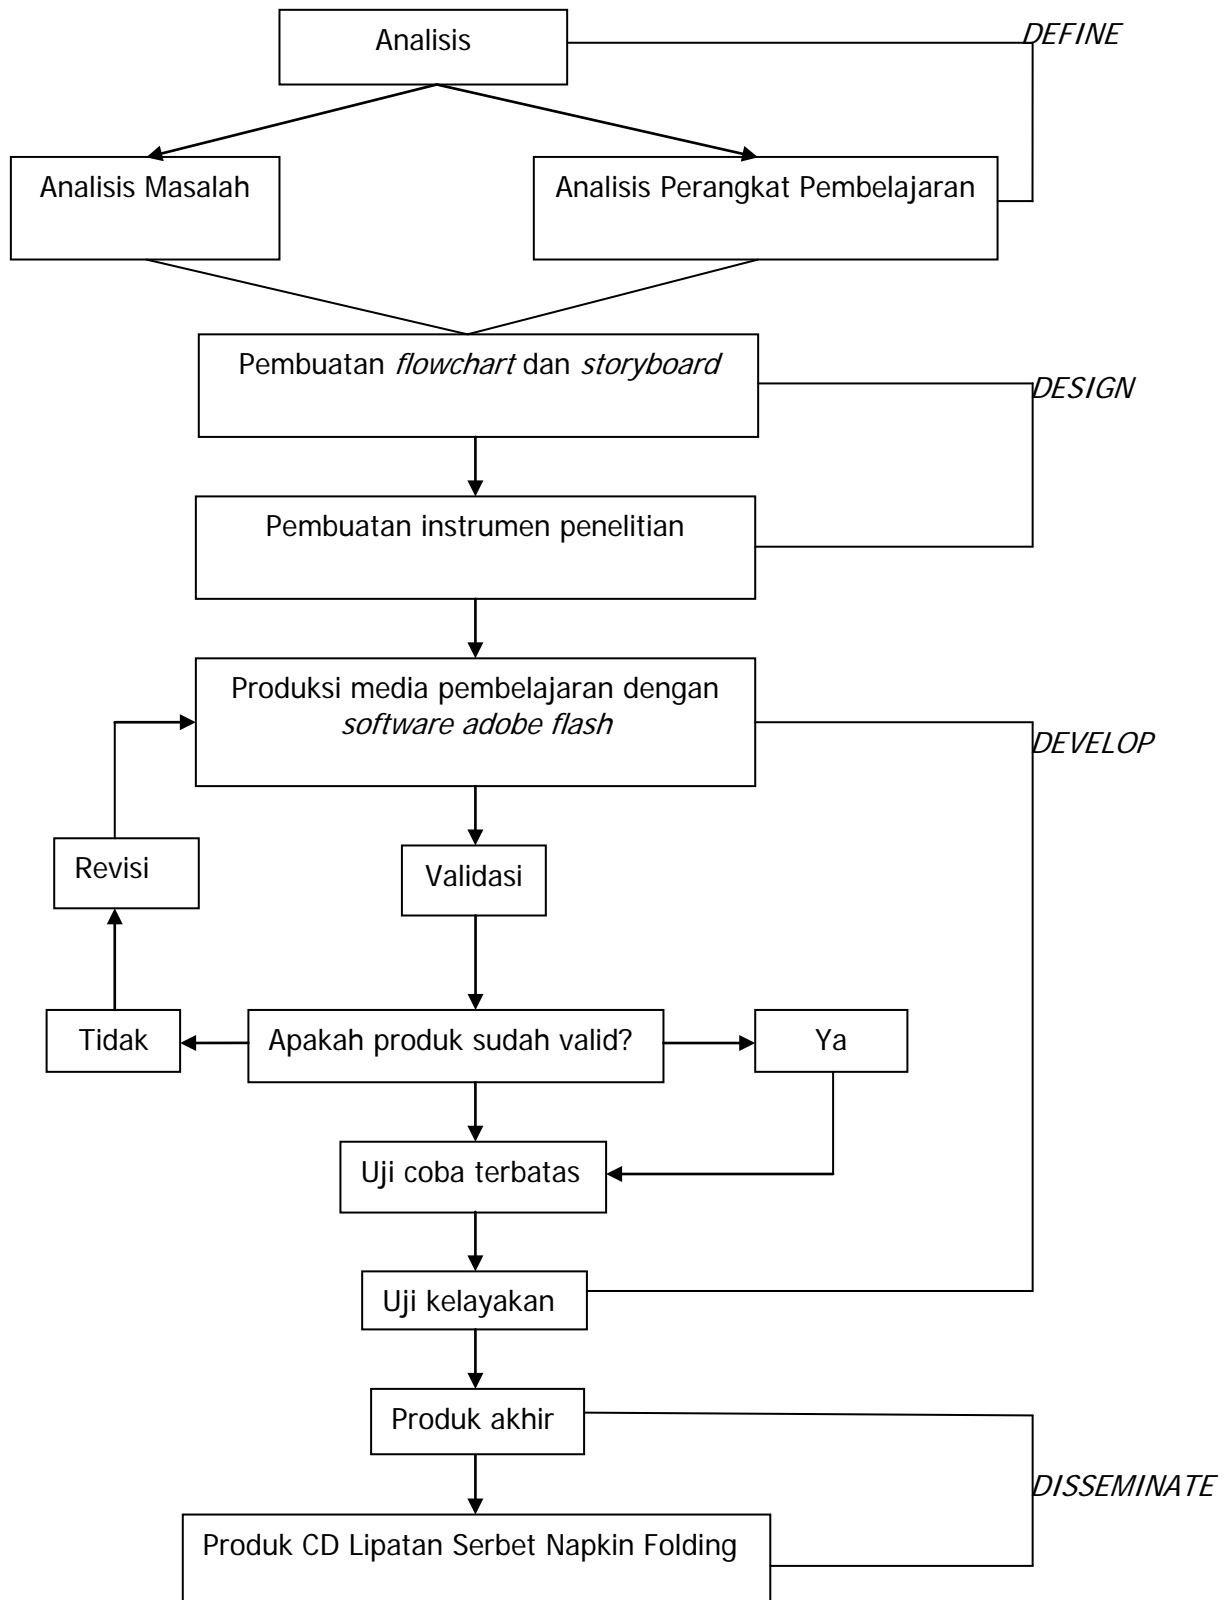 Analisis
DEFINE
Analisis Masalah
Analisis Perangkat Pembelajaran
Pembuatan flowchart dan storyboard
DESIGN
Pembuatan instrumen penelitian
Produksi media pembelajaran dengan
software adobe flash
DEVELOP
Revisi
Validasi
Tidak
Apakah produk sudah valid?
Ya
Uji coba terbatas
Uji kelayakan
Produk akhir
DISSEMINATE
Produk CD Lipatan Serbet Napkin Folding